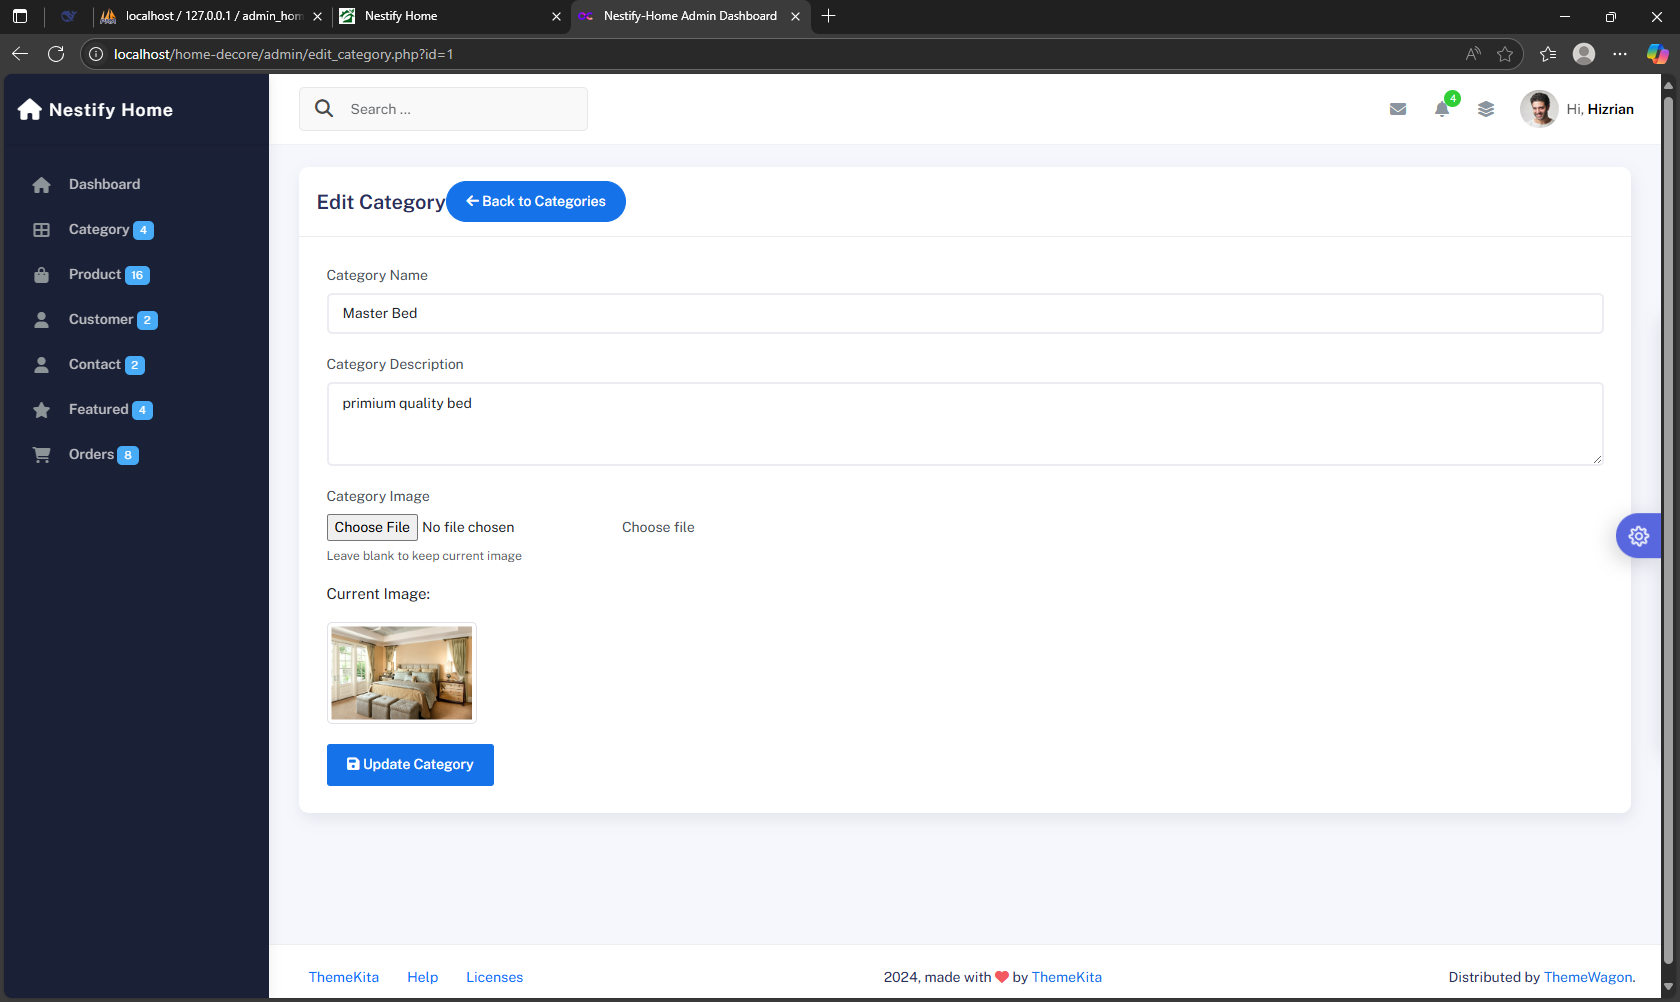 localhost / 127.0.0.1 / admin_hom
Nestify Home
Nestify-Home Admin Dashboard
localhost/home-decore/admin/edit_category.php?id=1
Nestify Home
Search ...
4
Hi, Hizrian
Dashboard
Category 4
Product 16
Customer 2
Contact 2
Featured 4
Orders 8
Edit Category
Back to Categories
Category Name
Master Bed
Category Description
primium quality bed
Category Image
Choose File No file chosen
Choose file
Leave blank to keep current image
Current Image:
Update Category
ThemeKita
Help
Licenses
2024, made with by ThemeKita
Distributed by ThemeWagon.